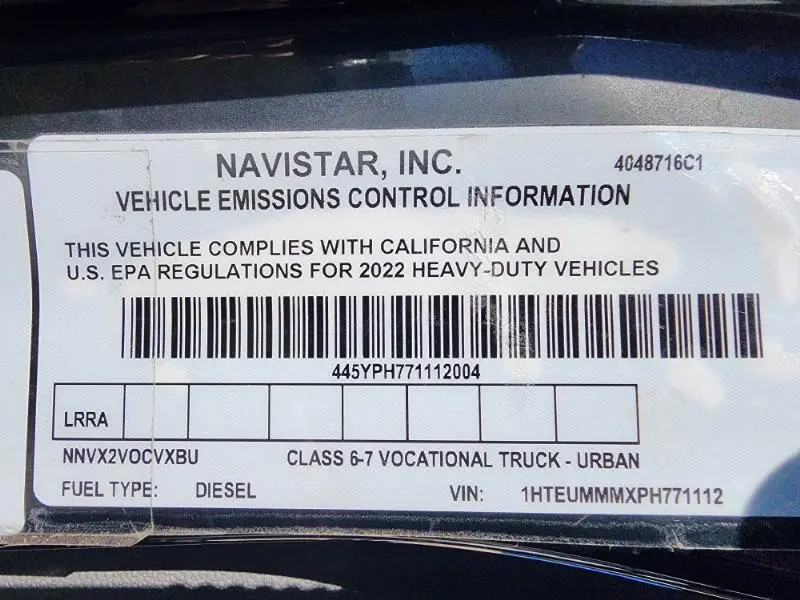 NAVISTAR, INC. 4048716C1
VEHICLE EMISSIONS CONTROL INFORMATION
THIS VEHICLE COMPLIES WITH CALIFORNIA AND
U.S. EPA REGULATIONS FOR 2022 HEAVY-DUTY VEHICLES
445YPH771112004
LRRA
NNVX2VOCVXBU CLASS 6-7 VOCATIONAL TRUCK - URBAN
FUEL TYPE: DIESEL VIN: 1HTEUMMMXPH771112